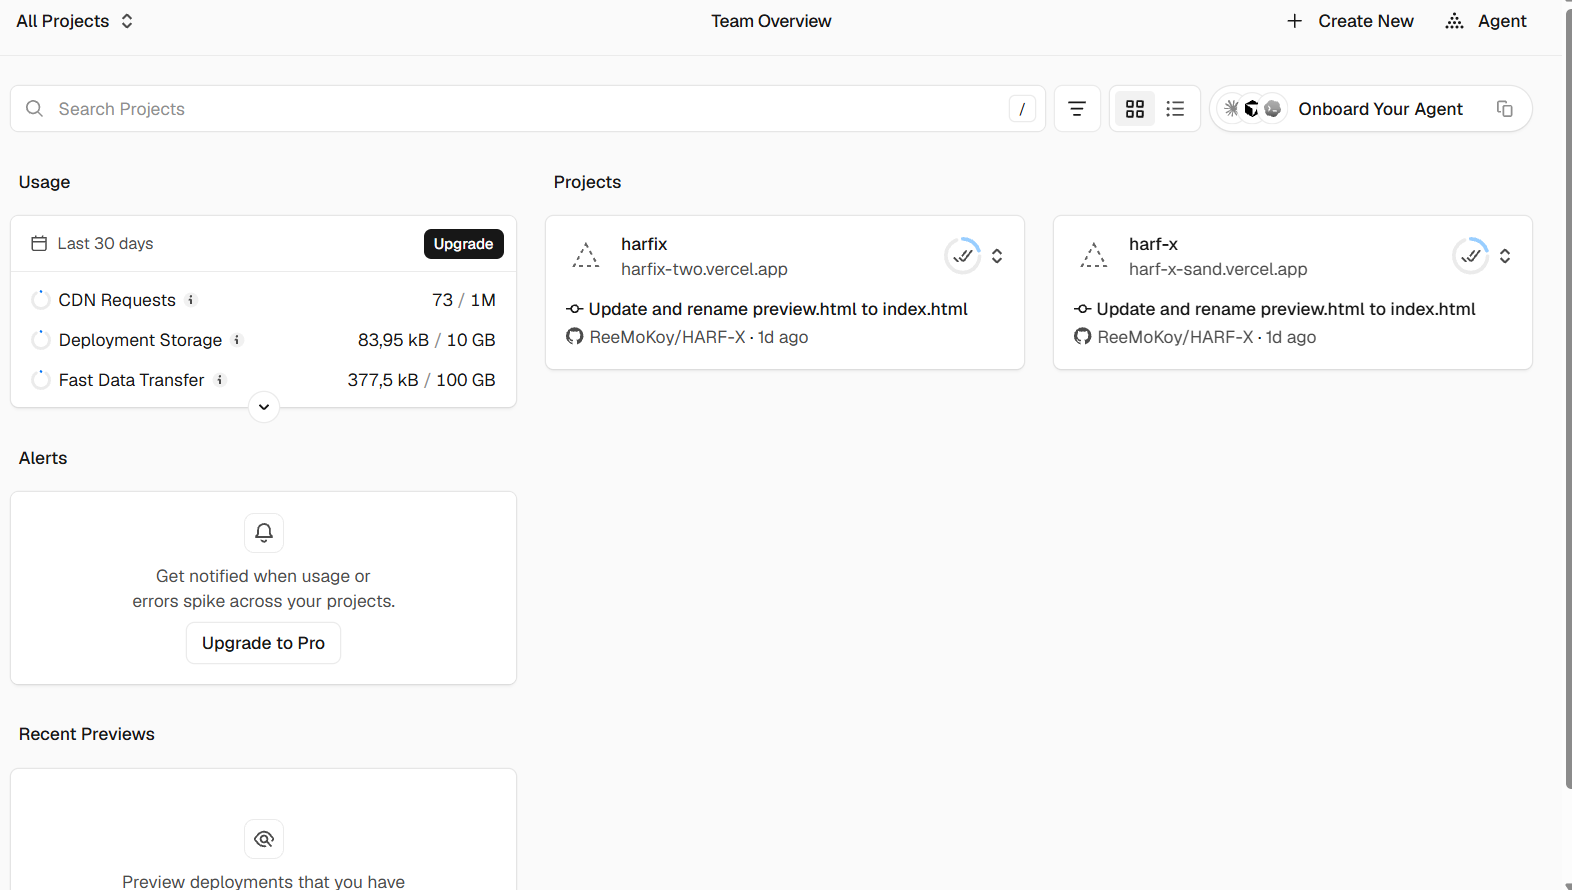 All Projects
Team Overview
Create New
Agent
Search Projects
/
Onboard Your Agent
Usage
Last 30 days
Upgrade
CDN Requests
73 / 1M
Deployment Storage
83,95 kB / 10 GB
Fast Data Transfer
377,5 kB / 100 GB
Alerts
Get notified when usage or
errors spike across your projects.
Upgrade to Pro
Recent Previews
Preview deployments that you have
Projects
harfix
harfix-two.vercel.app
Update and rename preview.html to index.html
ReeMoKoy/HARF-X · 1d ago
harf-x
harf-x-sand.vercel.app
Update and rename preview.html to index.html
ReeMoKoy/HARF-X · 1d ago